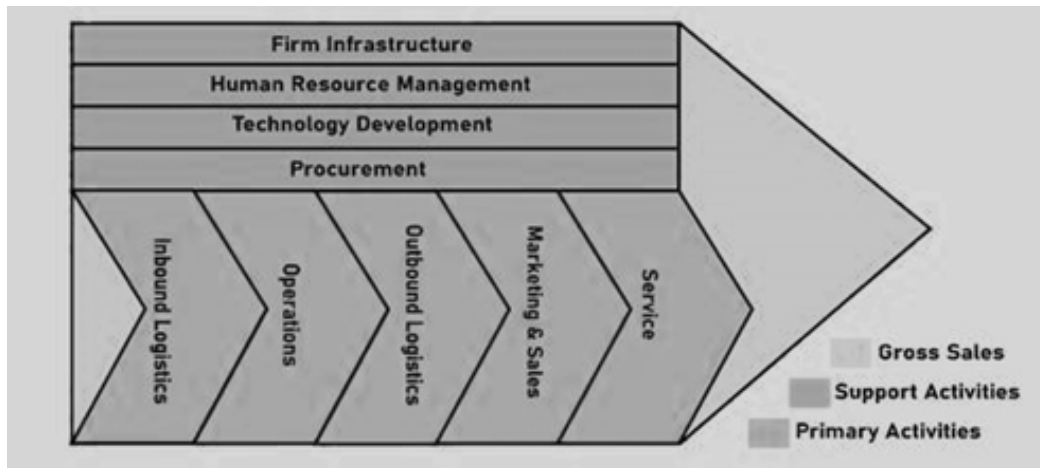 Firm Infrastructure
Human Resource Management
Technology Development
Procurement
Inbound Logistics
Operations
Outbound Logistics
Marketing & Sales
Service
Gross Sales
Support Activities
Primary Activities